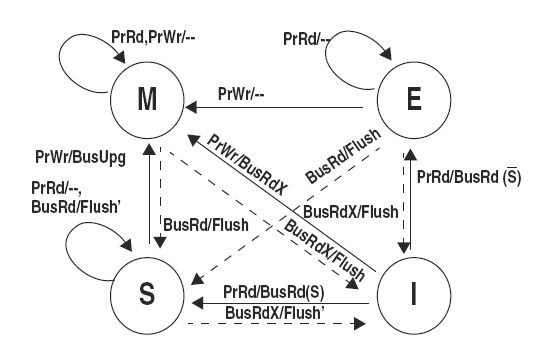 PrRd,PrWr/--
PrRd/--
M
E
PrWr/--
PrWr/BusUpg
PrWr/BusRdX
BusRd/Flush
PrRd/BusRd (S̅)
PrRd/--,
BusRd/Flush'
BusRdX/Flush
BusRd/Flush
BusRdX/Flush
S
I
PrRd/BusRd(S)
BusRdX/Flush'